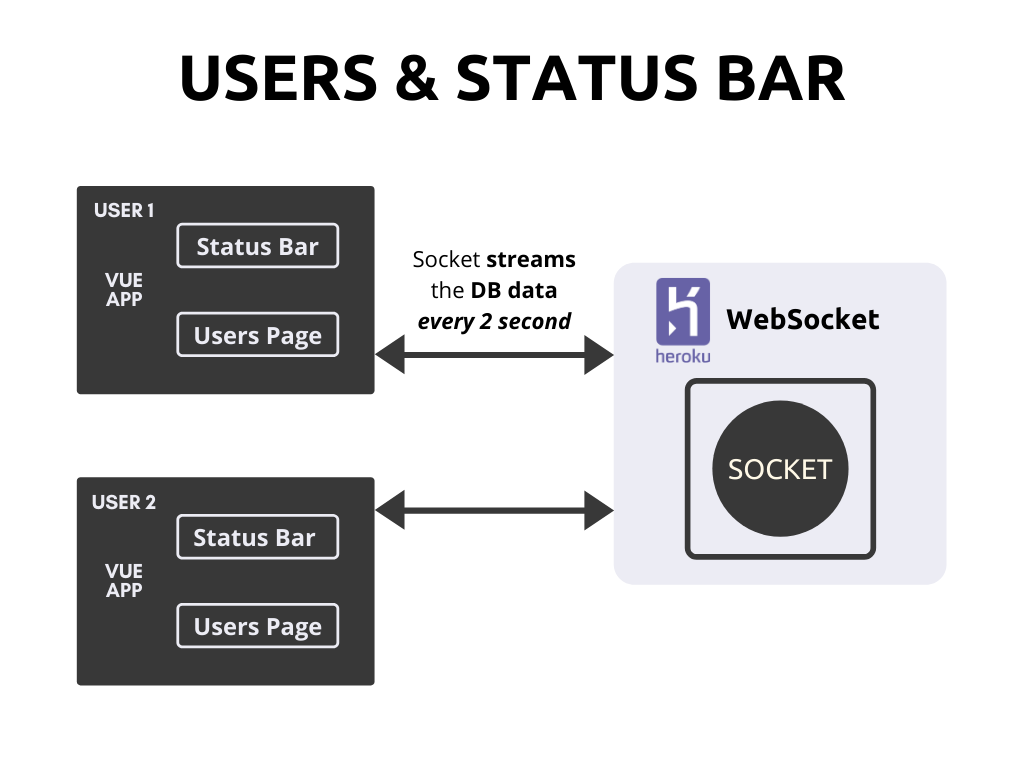 USERS & STATUS BAR
USER 1
Status Bar
VUE
APP
Users Page
Socket streams
the DB data
every 2 second
heroku
WebSocket
SOCKET
USER 2
Status Bar
VUE
APP
Users Page